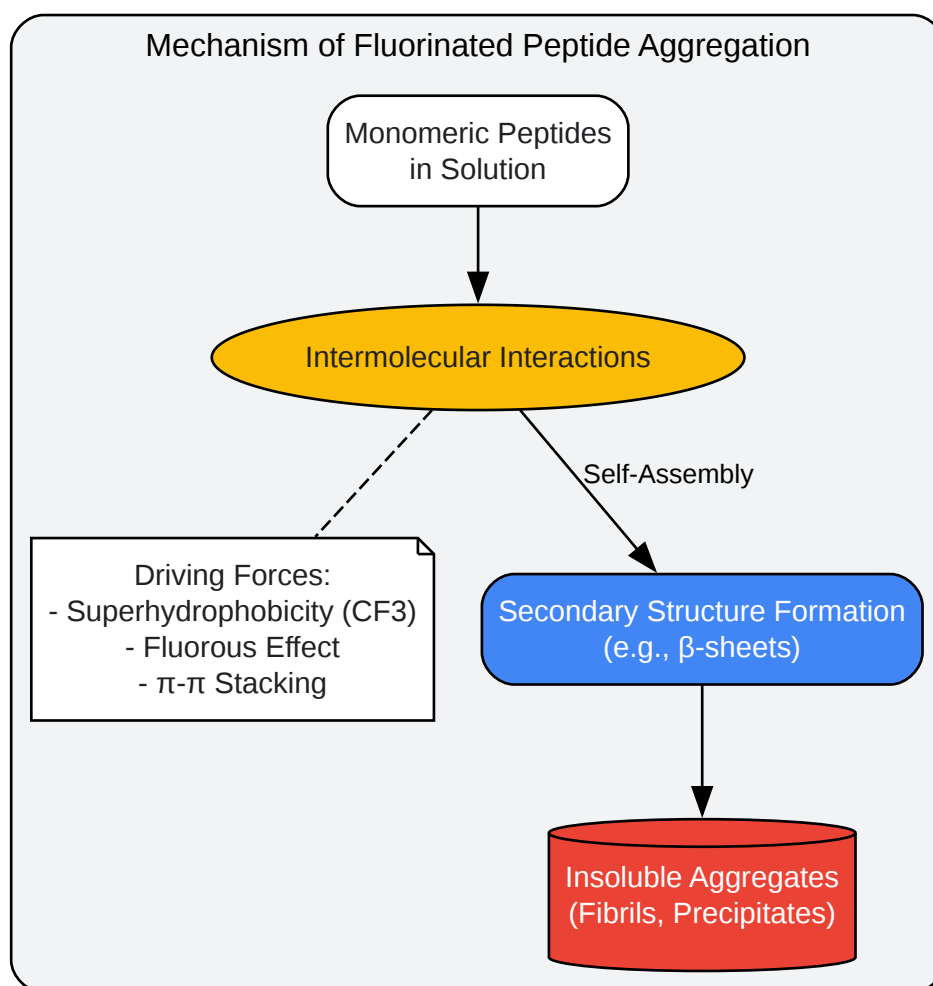 Mechanism of Fluorinated Peptide Aggregation
Monomeric Peptides
in Solution
Intermolecular Interactions
Self-Assembly
Driving Forces:
- Superhydrophobicity (CF3)
- Fluorous Effect
- π-π Stacking
Secondary Structure Formation
(e.g., β-sheets)
Insoluble Aggregates
(Fibrils, Precipitates)